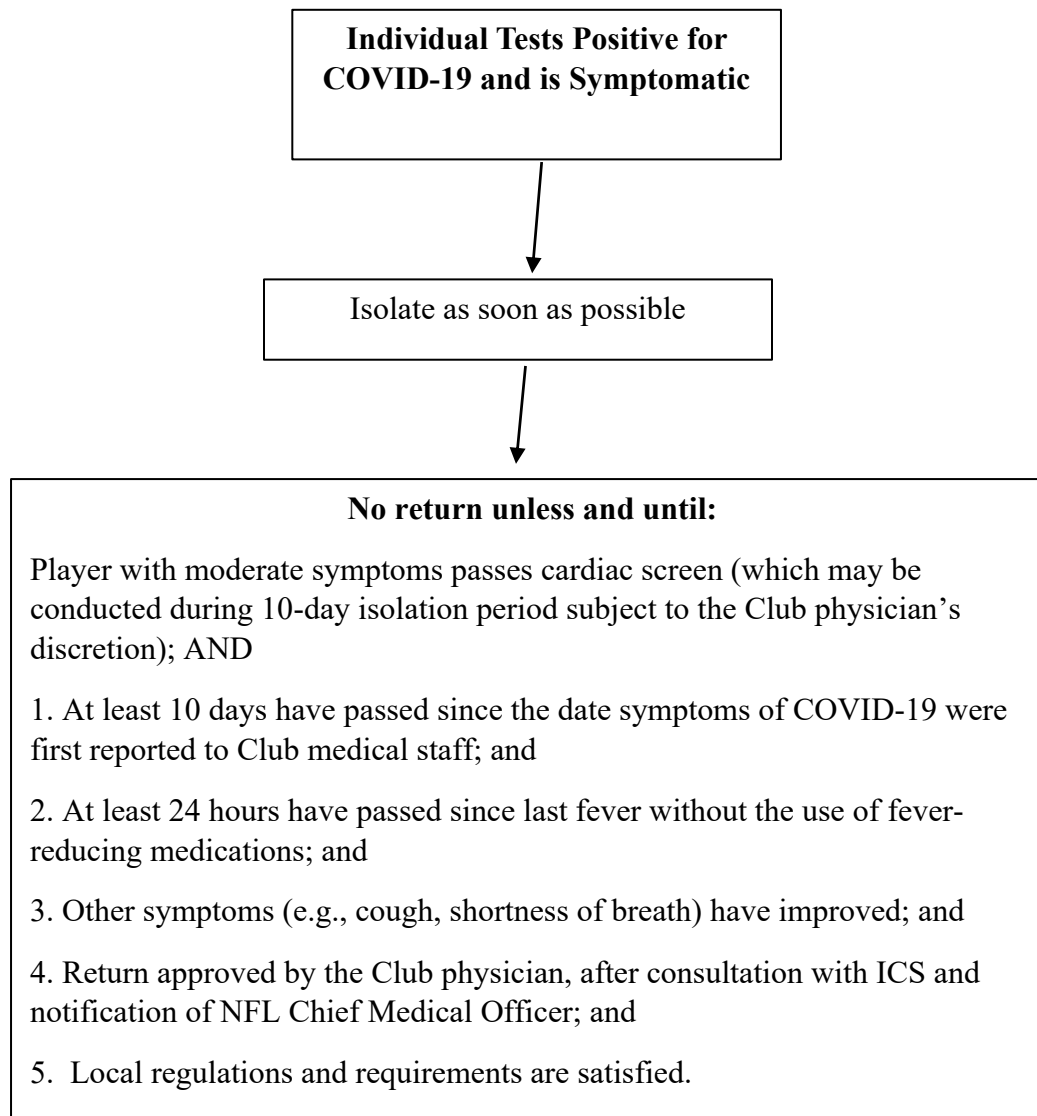 Individual Tests Positive for
COVID-19 and is Symptomatic
Isolate as soon as possible
No return unless and until:
Player with moderate symptoms passes cardiac screen (which may be
conducted during 10-day isolation period subject to the Club physician’s
discretion); AND
1. At least 10 days have passed since the date symptoms of COVID-19 were
first reported to Club medical staff; and
2. At least 24 hours have passed since last fever without the use of fever-
reducing medications; and
3. Other symptoms (e.g., cough, shortness of breath) have improved; and
4. Return approved by the Club physician, after consultation with ICS and
notification of NFL Chief Medical Officer; and
5.  Local regulations and requirements are satisfied.